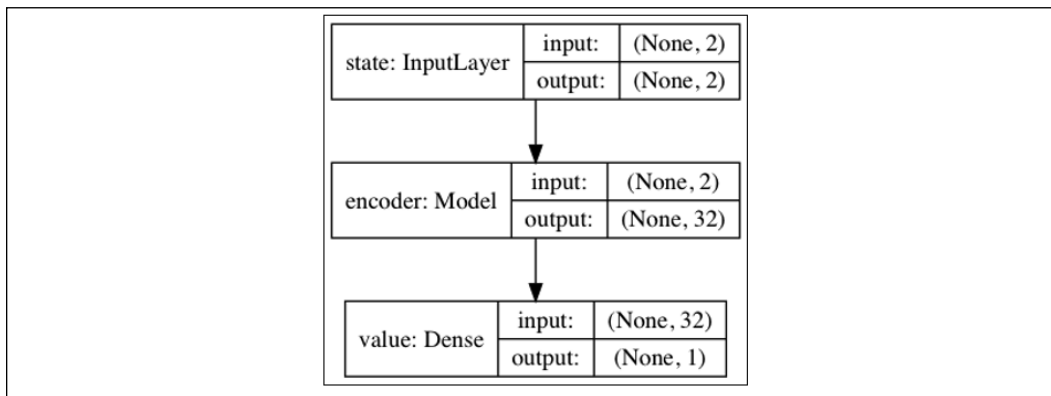 state: InputLayer
input: (None, 2)
output: (None, 2)
encoder: Model
input: (None, 2)
output: (None, 32)
value: Dense
input: (None, 32)
output: (None, 1)